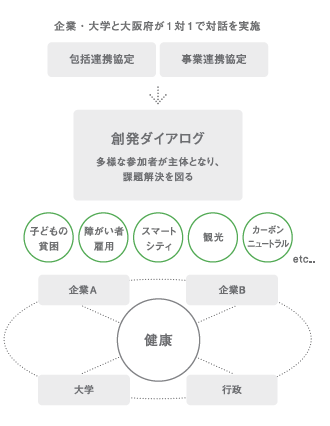 企業・大学と大阪府が1対1で対話を実施
包括連携協定
事業連携協定
創発ダイアログ
多様な参加者が主体となり、
課題解決を図る
子どもの
貧困
障がい者
雇用
スマート
シティ
観光
カーボン
ニュートラル
etc...
企業A
企業B
健康
大学
行政